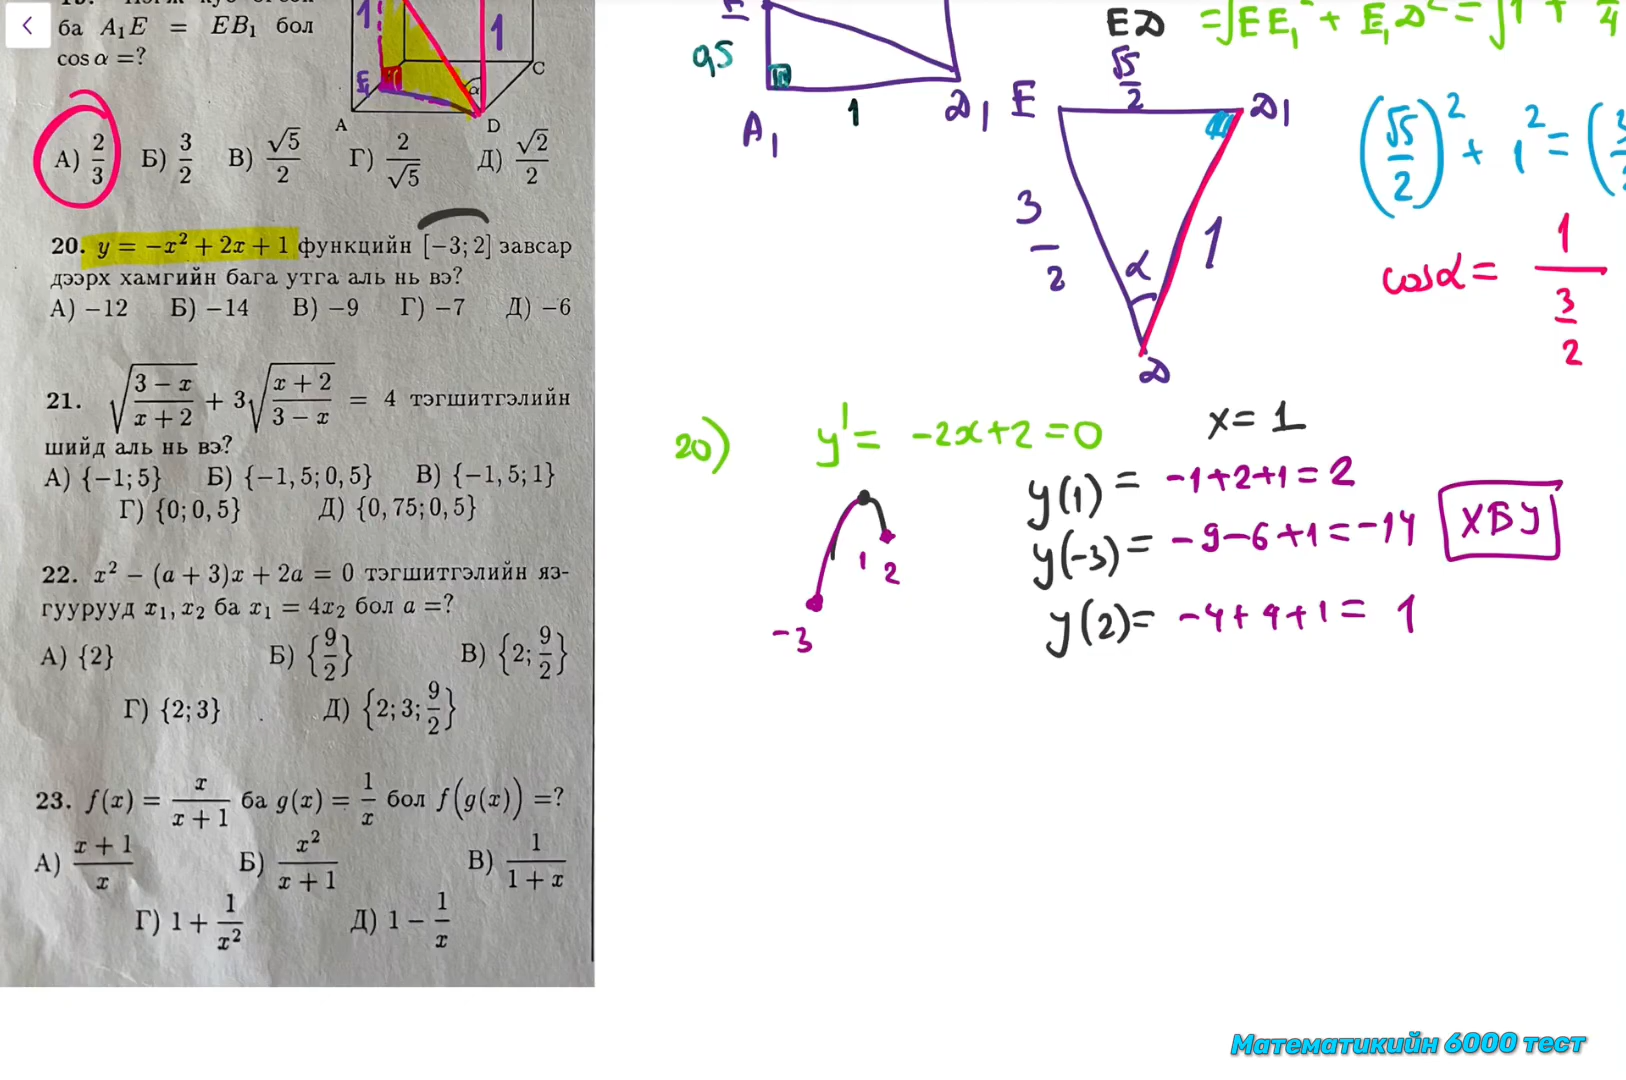 ба A₁E = EB₁ бол
cos α =?
A
D
C
α
E₁
1
1
А) 2/3 Б) 3/2 В) √5/2 Г) 2/√5 Д) √2/2
20. y = −x² + 2x + 1 функцийн [−3; 2] завсар
дээрх хамгийн бага утга аль нь вэ?
А) −12 Б) −14 В) −9 Г) −7 Д) −6
21. √((3 − x)/(x + 2)) + 3√((x + 2)/(3 − x)) = 4 тэгшитгэлийн
шийд аль нь вэ?
А) {−1; 5} Б) {−1, 5; 0, 5} В) {−1, 5; 1}
Г) {0; 0, 5} Д) {0, 75; 0, 5}
22. x² − (a + 3)x + 2a = 0 тэгшитгэлийн яз-
гуурууд x₁, x₂ ба x₁ = 4x₂ бол a =?
А) {2} Б) {9/2} В) {2; 9/2}
Г) {2; 3} Д) {2; 3; 9/2}
23. f(x) = x/(x + 1) ба g(x) = 1/x бол f(g(x)) =?
А) (x + 1)/x Б) x²/(x + 1) В) 1/(1 + x)
Г) 1 + 1/x² Д) 1 − 1/x
0,5
A₁
1
D₁
ED = √EE₁² + E₁D² = √1 +
E
√5/2
D₁
3/2
α
1
D
(√5/2)² + 1² =
cosα = 1/(3/2)
20) y' = -2x+2=0 x= 1
y(1) = -1+2+1=2
y(-3) = -9-6+1=-14 ХБУ
y(2)= -4+4+1= 1
-3
1
2
Математикийн 6000 тест